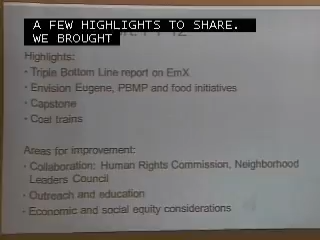 A FEW HIGHLIGHTS TO SHARE.
WE BROUGHT
Highlights:
· Triple Bottom Line report on EmX
· Envision Eugene, PBMP and food initiatives
· Capstone
· Coal trains
Areas for improvement:
· Collaboration: Human Rights Commission, Neighborhood
Leaders Council
· Outreach and education
· Economic and social equity considerations